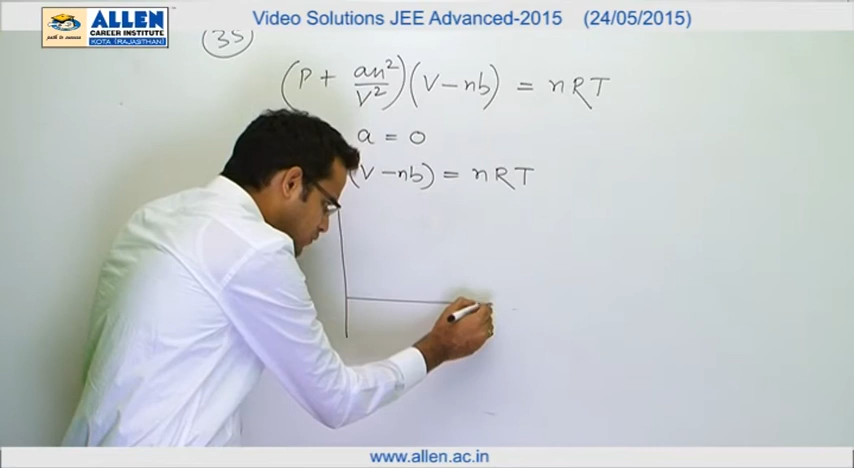 ALLEN
CAREER INSTITUTE
path to success
KOTA (RAJASTHAN)
Video Solutions JEE Advanced-2015 (24/05/2015)
35
(P + an²/V²)(V – nb) = nRT
a = 0
(V – nb) = nRT
www.allen.ac.in